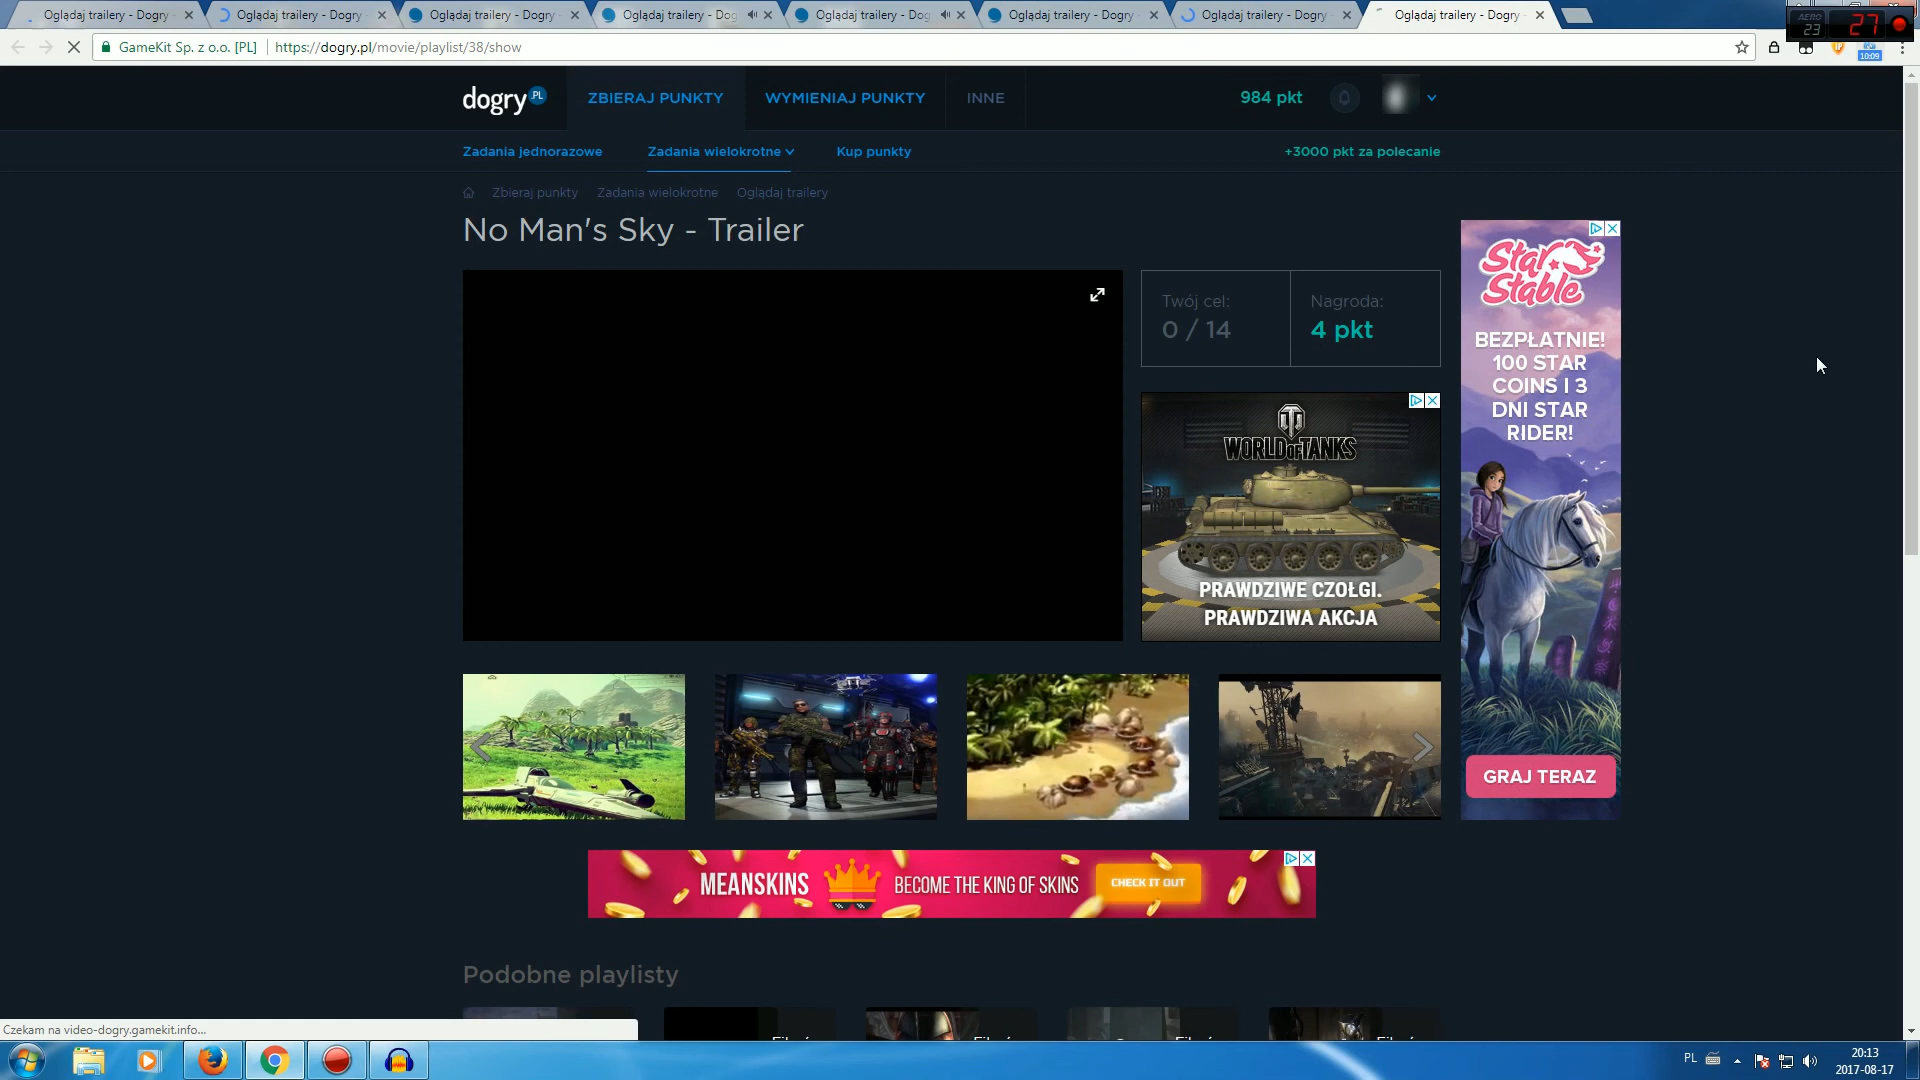 Oglądaj trailery - Dogry
Oglądaj trailery - Dogry
Oglądaj trailery - Dogry
Oglądaj trailery - Dog
Oglądaj trailery - Dog
Oglądaj trailery - Dogry
Oglądaj trailery - Dogry
Oglądaj trailery - Dogry
AERO
23
27
GameKit Sp. z o.o. [PL]
https://dogry.pl/movie/playlist/38/show
10:09
dogry PL
ZBIERAJ PUNKTY
WYMIENIAJ PUNKTY
INNE
984 pkt
Zadania jednorazowe
Zadania wielokrotne
Kup punkty
+3000 pkt za polecanie
Zbieraj punkty
Zadania wielokrotne
Oglądaj trailery
No Man's Sky - Trailer
Twój cel:
0 / 14
Nagroda:
4 pkt
WORLD OF TANKS
PRAWDZIWE CZOŁGI.
PRAWDZIWA AKCJA
Star
Stable
BEZPŁATNIE!
100 STAR
COINS I 3
DNI STAR
RIDER!
GRAJ TERAZ
MEANSKINS
BECOME THE KING OF SKINS
CHECK IT OUT
Podobne playlisty
Czekam na video-dogry.gamekit.info...
PL
20:13
2017-08-17